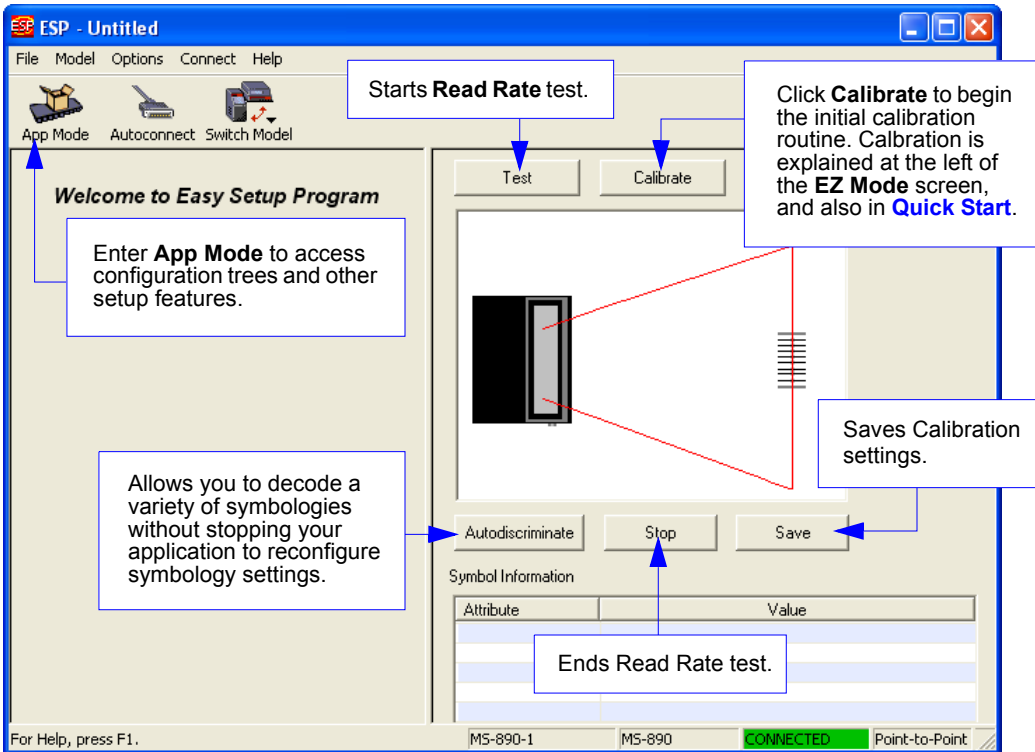 ESP - Untitled
File Model Options Connect Help
App Mode Autoconnect Switch Model
Starts Read Rate test.
Click Calibrate to begin
the initial calibration
routine. Calbration is
explained at the left of
the EZ Mode screen,
and also in Quick Start.
Welcome to Easy Setup Program
Test Calibrate
Enter App Mode to access
configuration trees and other
setup features.
Saves Calibration
settings.
Allows you to decode a
variety of symbologies
without stopping your
application to reconfigure
symbology settings.
Autodiscriminate Stop Save
Symbol Information
Attribute Value
Ends Read Rate test.
For Help, press F1. MS-890-1 MS-890 CONNECTED Point-to-Point